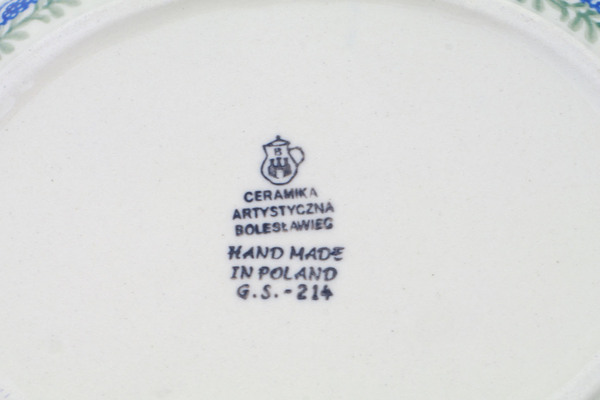 B
CERAMIKA
ARTYSTYCZNA
BOLESŁAWIEC
HAND MADE
IN POLAND
G.S.-214